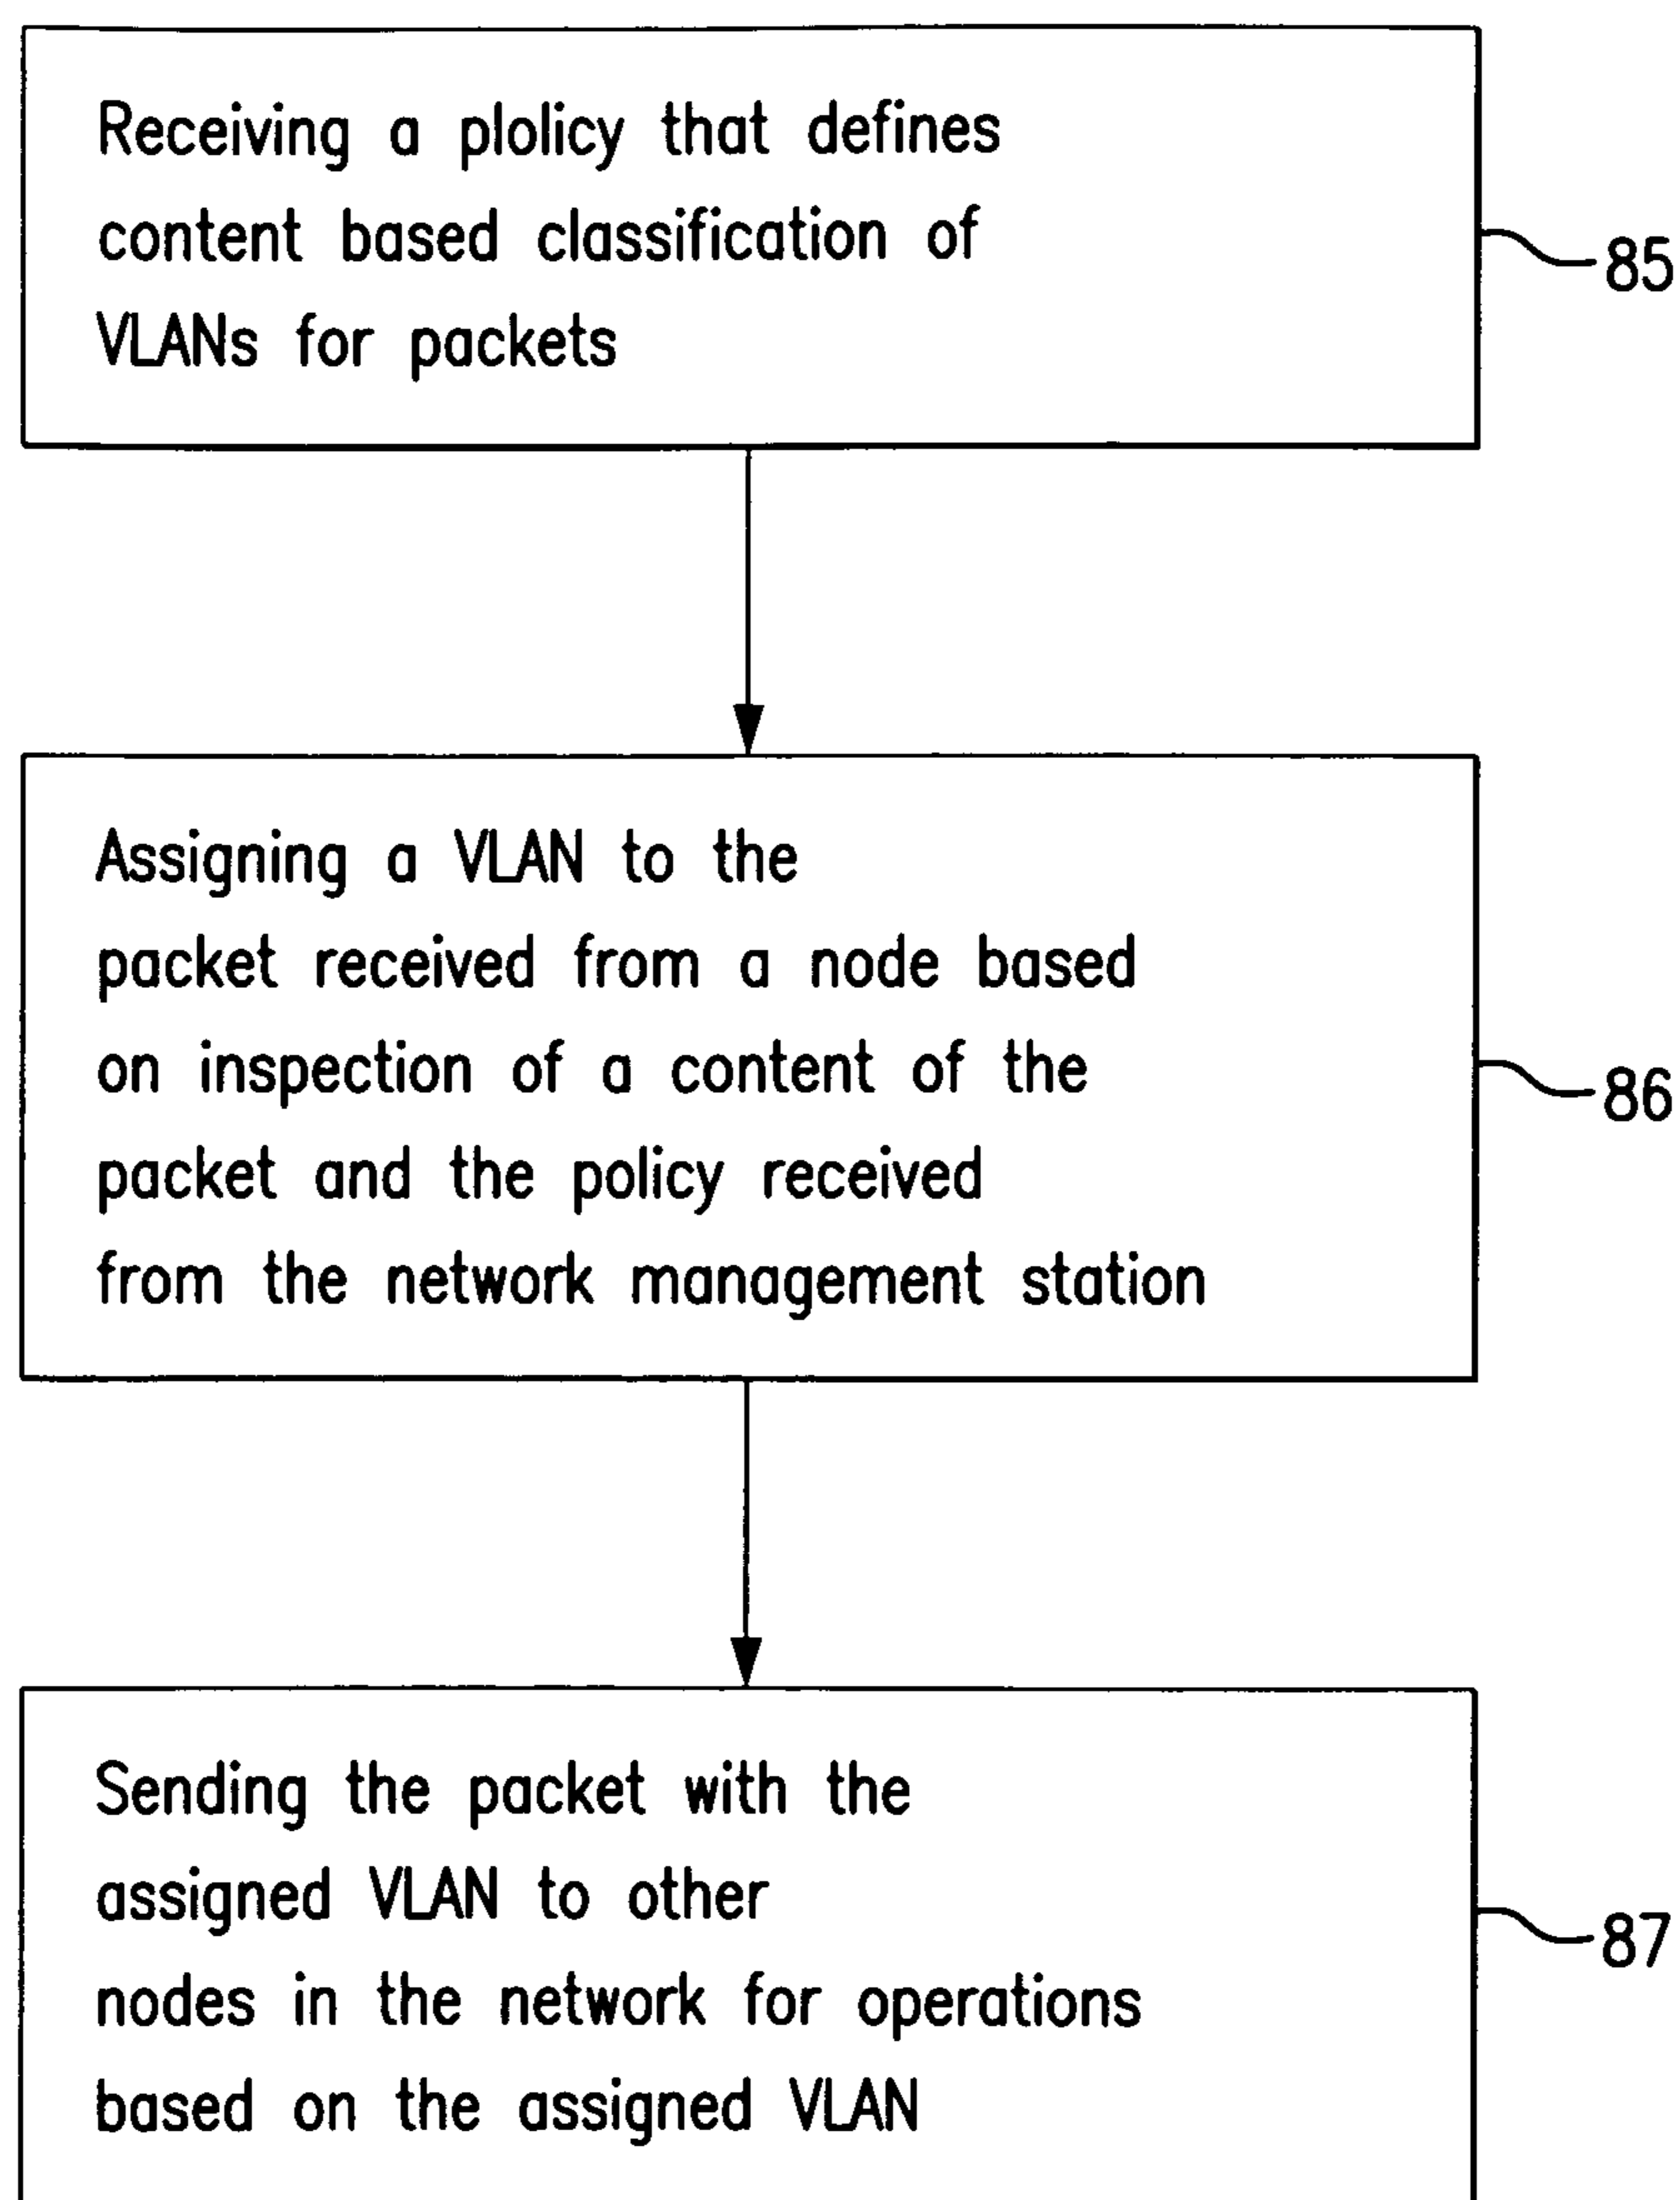 Receiving a plolicy that defines
content based classification of
VLANs for packets
85
Assigning a VLAN to the
packet received from a node based
on inspection of a content of the
packet and the policy received
from the network management station
86
Sending the packet with the
assigned VLAN to other
nodes in the network for operations
based on the assigned VLAN
87